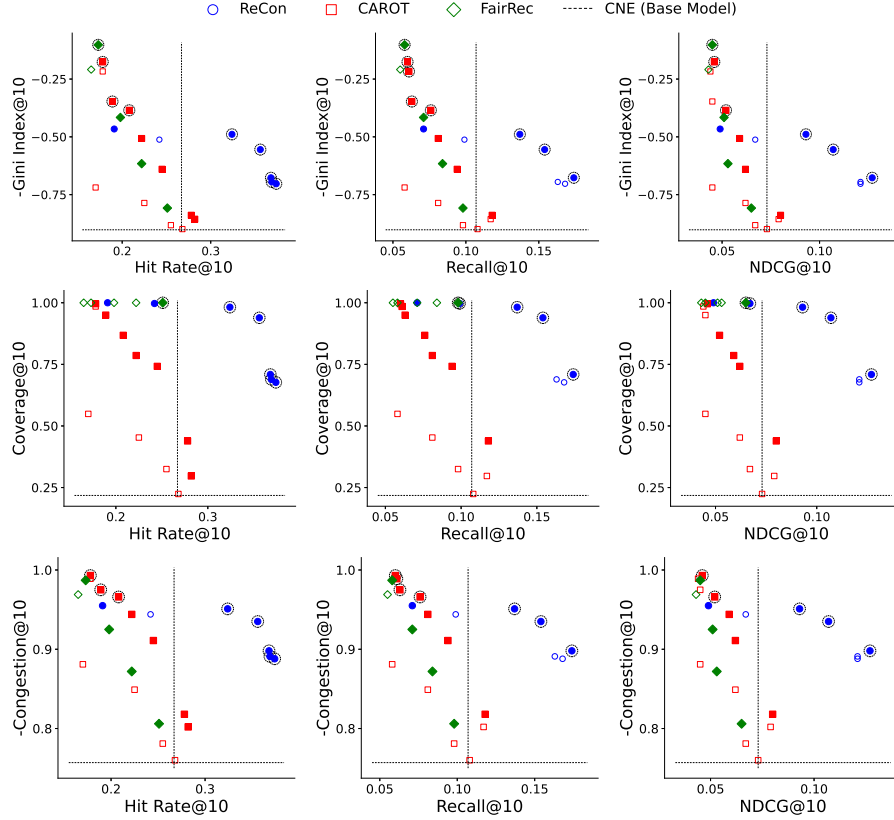 ReCon CAROT FairRec CNE (Base Model)
-Gini Index@10 -Gini Index@10 -Gini Index@10
−0.25 −0.25 −0.25
−0.50 −0.50 −0.50
−0.75 −0.75 −0.75
0.2 0.3 0.05 0.10 0.15 0.05 0.10
Hit Rate@10 Recall@10 NDCG@10
Coverage@10 Coverage@10 Coverage@10
1.00 1.00 1.00
0.75 0.75 0.75
0.50 0.50 0.50
0.25 0.25 0.25
0.2 0.3 0.05 0.10 0.15 0.05 0.10
Hit Rate@10 Recall@10 NDCG@10
-Congestion@10 -Congestion@10 -Congestion@10
1.0 1.0 1.0
0.9 0.9 0.9
0.8 0.8 0.8
0.2 0.3 0.05 0.10 0.15 0.05 0.10
Hit Rate@10 Recall@10 NDCG@10